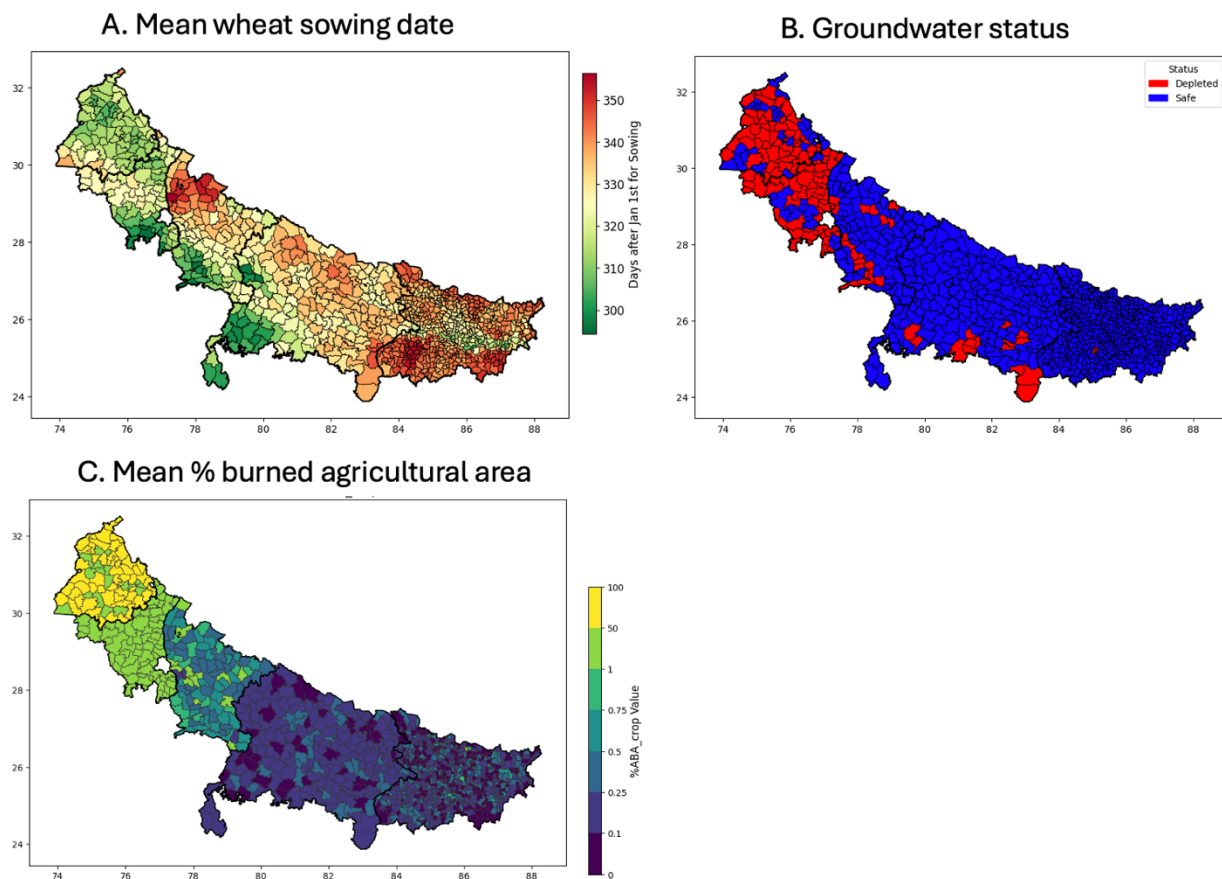 A. Mean wheat sowing date
32
30
28
26
24
74 76 78 80 82 84 86 88
350
340
330
320
310
300
Days after Jan 1st for Sowing
B. Groundwater status
Status
Depleted
Safe
32
30
28
26
24
74 76 78 80 82 84 86 88
C. Mean % burned agricultural area
32
30
28
26
24
74 76 78 80 82 84 86 88
100
50
1
0.75
0.5
0.25
0.1
0
%ABA_crop Value